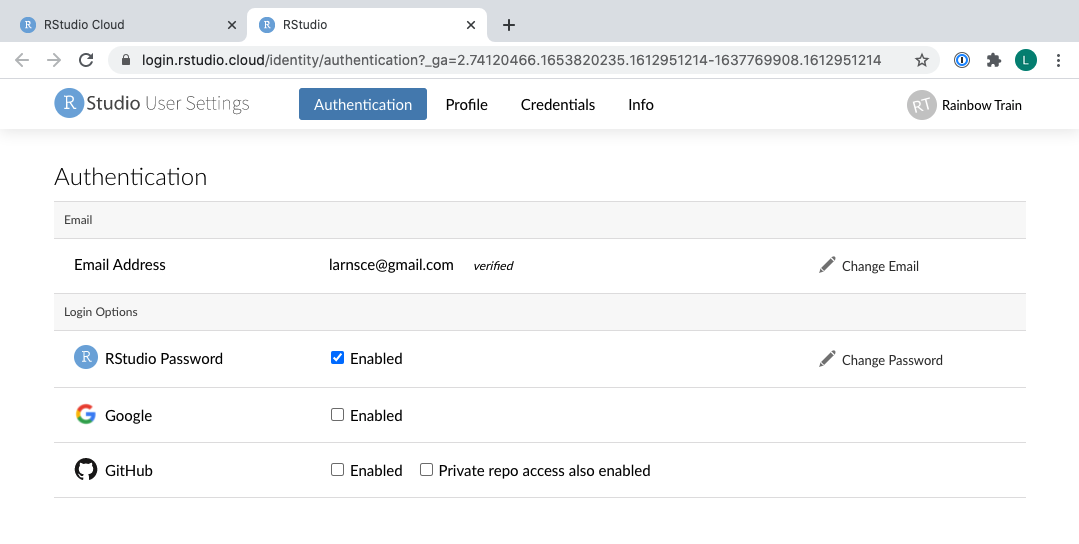 R RStudio Cloud × R RStudio × +
login.rstudio.cloud/identity/authentication?_ga=2.74120466.1653820235.1612951214-1637769908.1612951214 L
R Studio User Settings Authentication Profile Credentials Info RT Rainbow Train
Authentication
Email
Email Address larnsce@gmail.com verified Change Email
Login Options
R RStudio Password Enabled Change Password
G Google Enabled
GitHub Enabled Private repo access also enabled